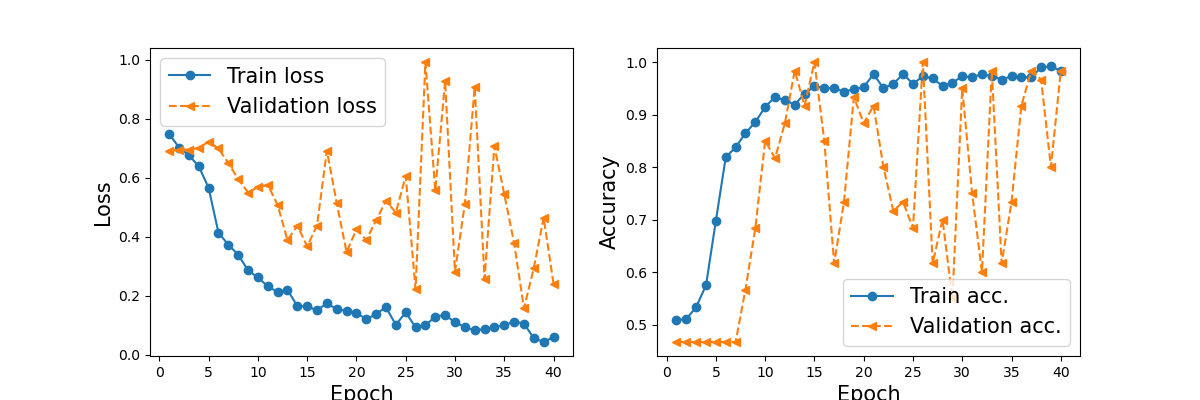 Train loss
Validation loss
Loss
1.0
0.8
0.6
0.4
0.2
0.0
0 5 10 15 20 25 30 35 40
Epoch
Train acc.
Validation acc.
Accuracy
1.0
0.9
0.8
0.7
0.6
0.5
0 5 10 15 20 25 30 35 40
Epoch